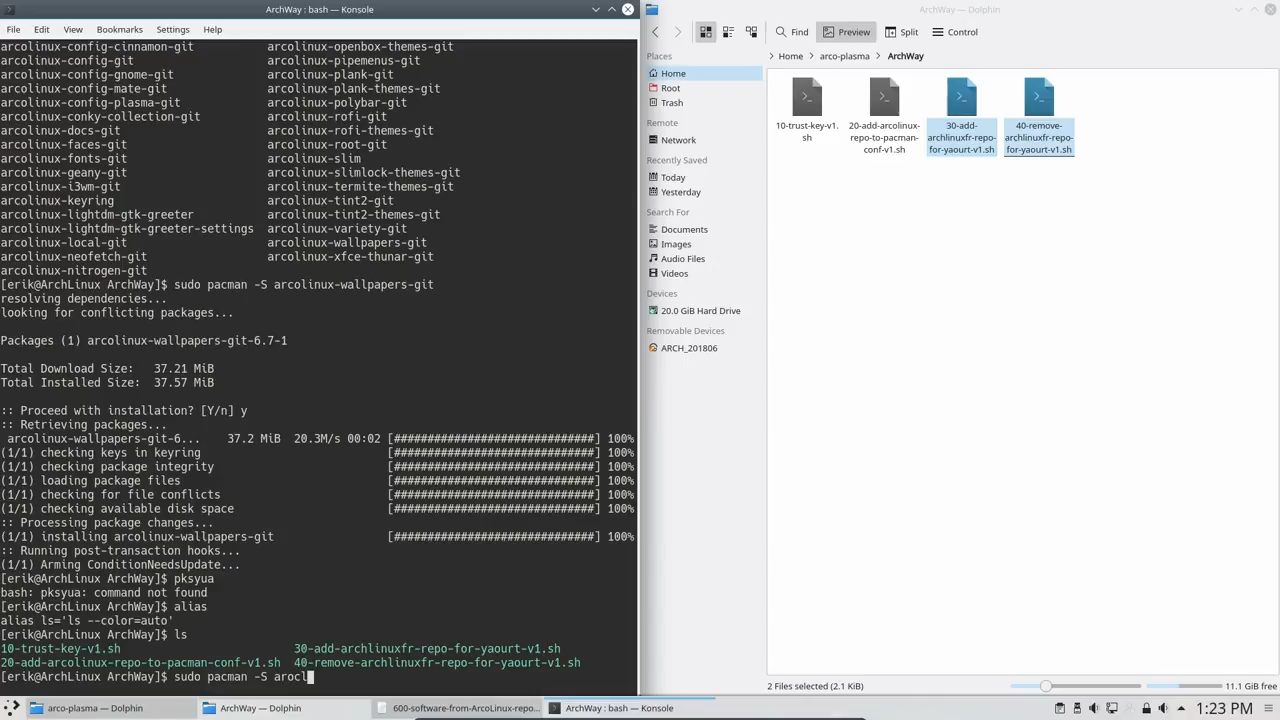 ArchWay : bash — Konsole
File Edit View Bookmarks Settings Help
arcolinux-config-cinnamon-git arcolinux-openbox-themes-git
arcolinux-config-git arcolinux-pipemenus-git
arcolinux-config-gnome-git arcolinux-plank-git
arcolinux-config-mate-git arcolinux-plank-themes-git
arcolinux-config-plasma-git arcolinux-polybar-git
arcolinux-conky-collection-git arcolinux-rofi-git
arcolinux-docs-git arcolinux-rofi-themes-git
arcolinux-faces-git arcolinux-root-git
arcolinux-fonts-git arcolinux-slim
arcolinux-geany-git arcolinux-slimlock-themes-git
arcolinux-i3wm-git arcolinux-termite-themes-git
arcolinux-keyring arcolinux-tint2-git
arcolinux-lightdm-gtk-greeter arcolinux-tint2-themes-git
arcolinux-lightdm-gtk-greeter-settings arcolinux-variety-git
arcolinux-local-git arcolinux-wallpapers-git
arcolinux-neofetch-git arcolinux-xfce-thunar-git
arcolinux-nitrogen-git
[erik@ArchLinux ArchWay]$ sudo pacman -S arcolinux-wallpapers-git
resolving dependencies...
looking for conflicting packages...
Packages (1) arcolinux-wallpapers-git-6.7-1
Total Download Size: 37.21 MiB
Total Installed Size: 37.57 MiB
:: Proceed with installation? [Y/n] y
:: Retrieving packages...
arcolinux-wallpapers-git-6... 37.2 MiB 20.3M/s 00:02 [##############################] 100%
(1/1) checking keys in keyring [##############################] 100%
(1/1) checking package integrity [##############################] 100%
(1/1) loading package files [##############################] 100%
(1/1) checking for file conflicts [##############################] 100%
(1/1) checking available disk space [##############################] 100%
:: Processing package changes...
(1/1) installing arcolinux-wallpapers-git [##############################] 100%
:: Running post-transaction hooks...
(1/1) Arming ConditionNeedsUpdate...
[erik@ArchLinux ArchWay]$ pksyua
bash: pksyua: command not found
[erik@ArchLinux ArchWay]$ alias
alias ls='ls --color=auto'
[erik@ArchLinux ArchWay]$ ls
10-trust-key-v1.sh 30-add-archlinuxfr-repo-for-yaourt-v1.sh
20-add-arcolinux-repo-to-pacman-conf-v1.sh 40-remove-archlinuxfr-repo-for-yaourt-v1.sh
[erik@ArchLinux ArchWay]$ sudo pacman -S arocl
ArchWay — Dolphin
Find Preview Split Control
Places
Home
Root
Trash
Remote
Network
Recently Saved
Today
Yesterday
Search For
Documents
Images
Audio Files
Videos
Devices
20.0 GiB Hard Drive
Removable Devices
ARCH_201806
Home arco-plasma ArchWay
10-trust-key-v1.
sh
20-add-arcolinux-
repo-to-pacman-
conf-v1.sh
30-add-
archlinuxfr-repo-
for-yaourt-v1.sh
40-remove-
archlinuxfr-repo-
for-yaourt-v1.sh
2 Files selected (2.1 KiB) 11.1 GiB free
arco-plasma — Dolphin ArchWay — Dolphin 600-software-from-ArcoLinux-repo... ArchWay : bash — Konsole 1:23 PM